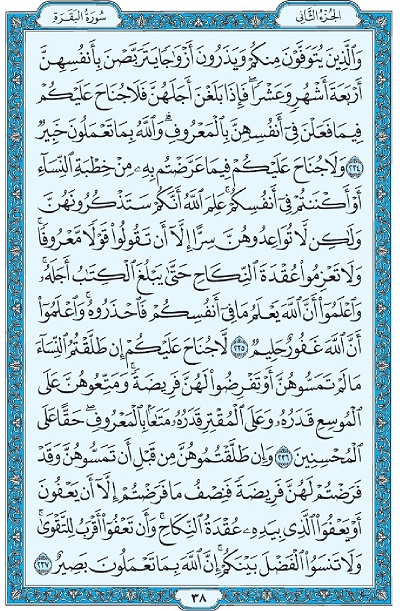 الجزء الثاني
سورة البقرة
وَٱلَّذِينَ يُتَوَفَّوْنَ مِنكُمْ وَيَذَرُونَ أَزْوَٰجًا يَتَرَبَّصْنَ بِأَنفُسِهِنَّ
أَرْبَعَةَ أَشْهُرٍ وَعَشْرًا ۖ فَإِذَا بَلَغْنَ أَجَلَهُنَّ فَلَا جُنَاحَ عَلَيْكُمْ
فِيمَا فَعَلْنَ فِىٓ أَنفُسِهِنَّ بِٱلْمَعْرُوفِ ۗ وَٱللَّهُ بِمَا تَعْمَلُونَ خَبِيرٌ
﴿٢٣٤﴾ وَلَا جُنَاحَ عَلَيْكُمْ فِيمَا عَرَّضْتُم بِهِۦ مِنْ خِطْبَةِ ٱلنِّسَآءِ
أَوْ أَكْنَنتُمْ فِىٓ أَنفُسِكُمْ ۚ عَلِمَ ٱللَّهُ أَنَّكُمْ سَتَذْكُرُونَهُنَّ
وَلَٰكِن لَّا تُوَاعِدُوهُنَّ سِرًّا إِلَّآ أَن تَقُولُوا۟ قَوْلًا مَّعْرُوفًا ۚ
وَلَا تَعْزِمُوا۟ عُقْدَةَ ٱلنِّكَاحِ حَتَّىٰ يَبْلُغَ ٱلْكِتَٰبُ أَجَلَهُۥ ۚ
وَٱعْلَمُوٓا۟ أَنَّ ٱللَّهَ يَعْلَمُ مَا فِىٓ أَنفُسِكُمْ فَٱحْذَرُوهُ ۚ وَٱعْلَمُوٓا۟
أَنَّ ٱللَّهَ غَفُورٌ حَلِيمٌ ﴿٢٣٥﴾ لَّا جُنَاحَ عَلَيْكُمْ إِن طَلَّقْتُمُ ٱلنِّسَآءَ
مَا لَمْ تَمَسُّوهُنَّ أَوْ تَفْرِضُوا۟ لَهُنَّ فَرِيضَةً ۚ وَمَتِّعُوهُنَّ عَلَى
ٱلْمُوسِعِ قَدَرُهُۥ وَعَلَى ٱلْمُقْتِرِ قَدَرُهُۥ مَتَٰعًۢا بِٱلْمَعْرُوفِ ۖ حَقًّا عَلَى
ٱلْمُحْسِنِينَ ﴿٢٣٦﴾ وَإِن طَلَّقْتُمُوهُنَّ مِن قَبْلِ أَن تَمَسُّوهُنَّ وَقَدْ
فَرَضْتُمْ لَهُنَّ فَرِيضَةً فَنِصْفُ مَا فَرَضْتُمْ إِلَّآ أَن يَعْفُونَ
أَوْ يَعْفُوَا۟ ٱلَّذِى بِيَدِهِۦ عُقْدَةُ ٱلنِّكَاحِ ۚ وَأَن تَعْفُوٓا۟ أَقْرَبُ لِلتَّقْوَىٰ ۚ
وَلَا تَنسَوُا۟ ٱلْفَضْلَ بَيْنَكُمْ ۚ إِنَّ ٱللَّهَ بِمَا تَعْمَلُونَ بَصِيرٌ ﴿٢٣٧﴾
٣٨